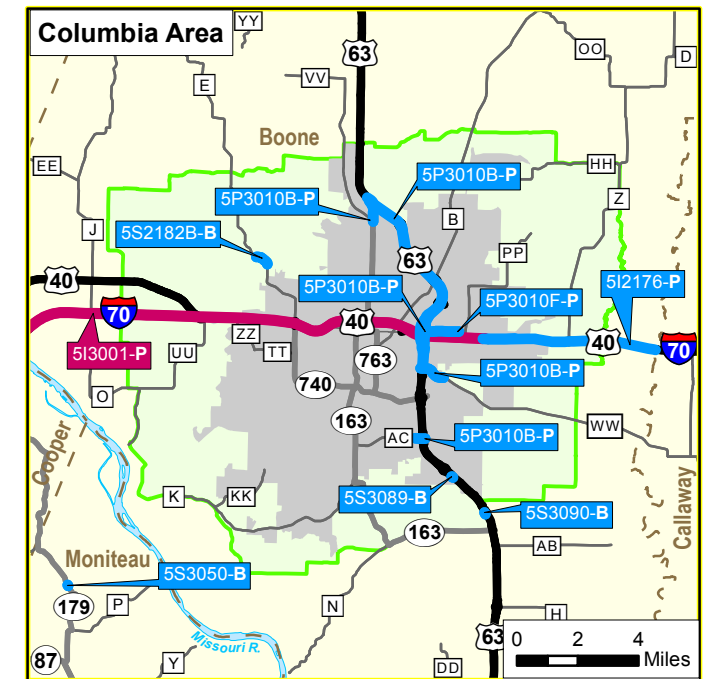 Columbia Area
YY
63
OO
D
E
VV
Boone
EE
HH
5P3010B-P
Z
5P3010B-P
B
J
5S2182B-B
PP
63
5I2176-P
40
5P3010B-P
5P3010F-P
70
40
40
70
ZZ
5I3001-P
UU
TT
763
5P3010B-P
740
O
163
WW
AC
5P3010B-P
Cooper
K
KK
5S3089-B
5S3090-B
Callaway
163
Moniteau
AB
5S3050-B
179
P
N
H
Missouri R.
63
0 2 4
Miles
87
Y
DD